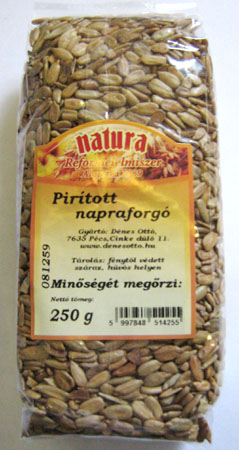 natura
Pirított
napraforgó
Gyártó: Dénes Ottó,
7635 Pécs,Cinke dűlő 11.
www.denesotto.hu
Tárolás: fénytől védett
száraz, hűvös helyen
081259
Minőségét megőrzi:
Nettó tömeg:
250 g
5 997848 514255